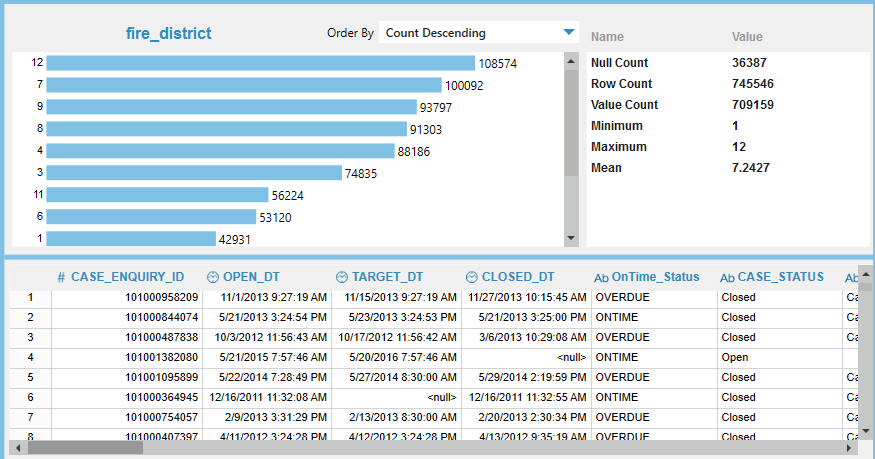 fire_district
Order By Count Descending
12 108574
7 100092
9 93797
8 91303
4 88186
3 74835
11 56224
6 53120
1 42931
Name Value
Null Count 36387
Row Count 745546
Value Count 709159
Minimum 1
Maximum 12
Mean 7.2427
# CASE_ENQUIRY_ID OPEN_DT TARGET_DT CLOSED_DT Ab OnTime_Status Ab CASE_STATUS Ab
1 101000958209 11/1/2013 9:27:19 AM 11/15/2013 9:27:19 AM 11/27/2013 10:15:45 AM OVERDUE Closed Ca
2 101000844074 5/21/2013 3:24:54 PM 5/23/2013 3:24:53 PM 5/21/2013 3:25:00 PM ONTIME Closed Ca
3 101000487838 10/3/2012 11:56:43 AM 10/17/2012 11:56:42 AM 3/6/2013 10:29:08 AM OVERDUE Closed Ca
4 101001382080 5/21/2015 7:57:46 AM 5/20/2016 7:57:46 AM <null> ONTIME Open
5 101001095899 5/22/2014 7:28:49 PM 5/27/2014 8:30:00 AM 5/29/2014 2:19:59 PM OVERDUE Closed Ca
6 101000364945 12/16/2011 11:32:08 AM <null> 12/16/2011 11:32:55 AM ONTIME Closed Ca
7 101000754057 2/9/2013 3:31:29 PM 2/13/2013 8:30:00 AM 2/20/2013 2:30:34 PM OVERDUE Closed Ca
8 101000407397 4/11/2012 3:24:28 PM 4/12/2012 3:24:28 PM 4/13/2012 9:35:19 AM OVERDUE Closed Ca